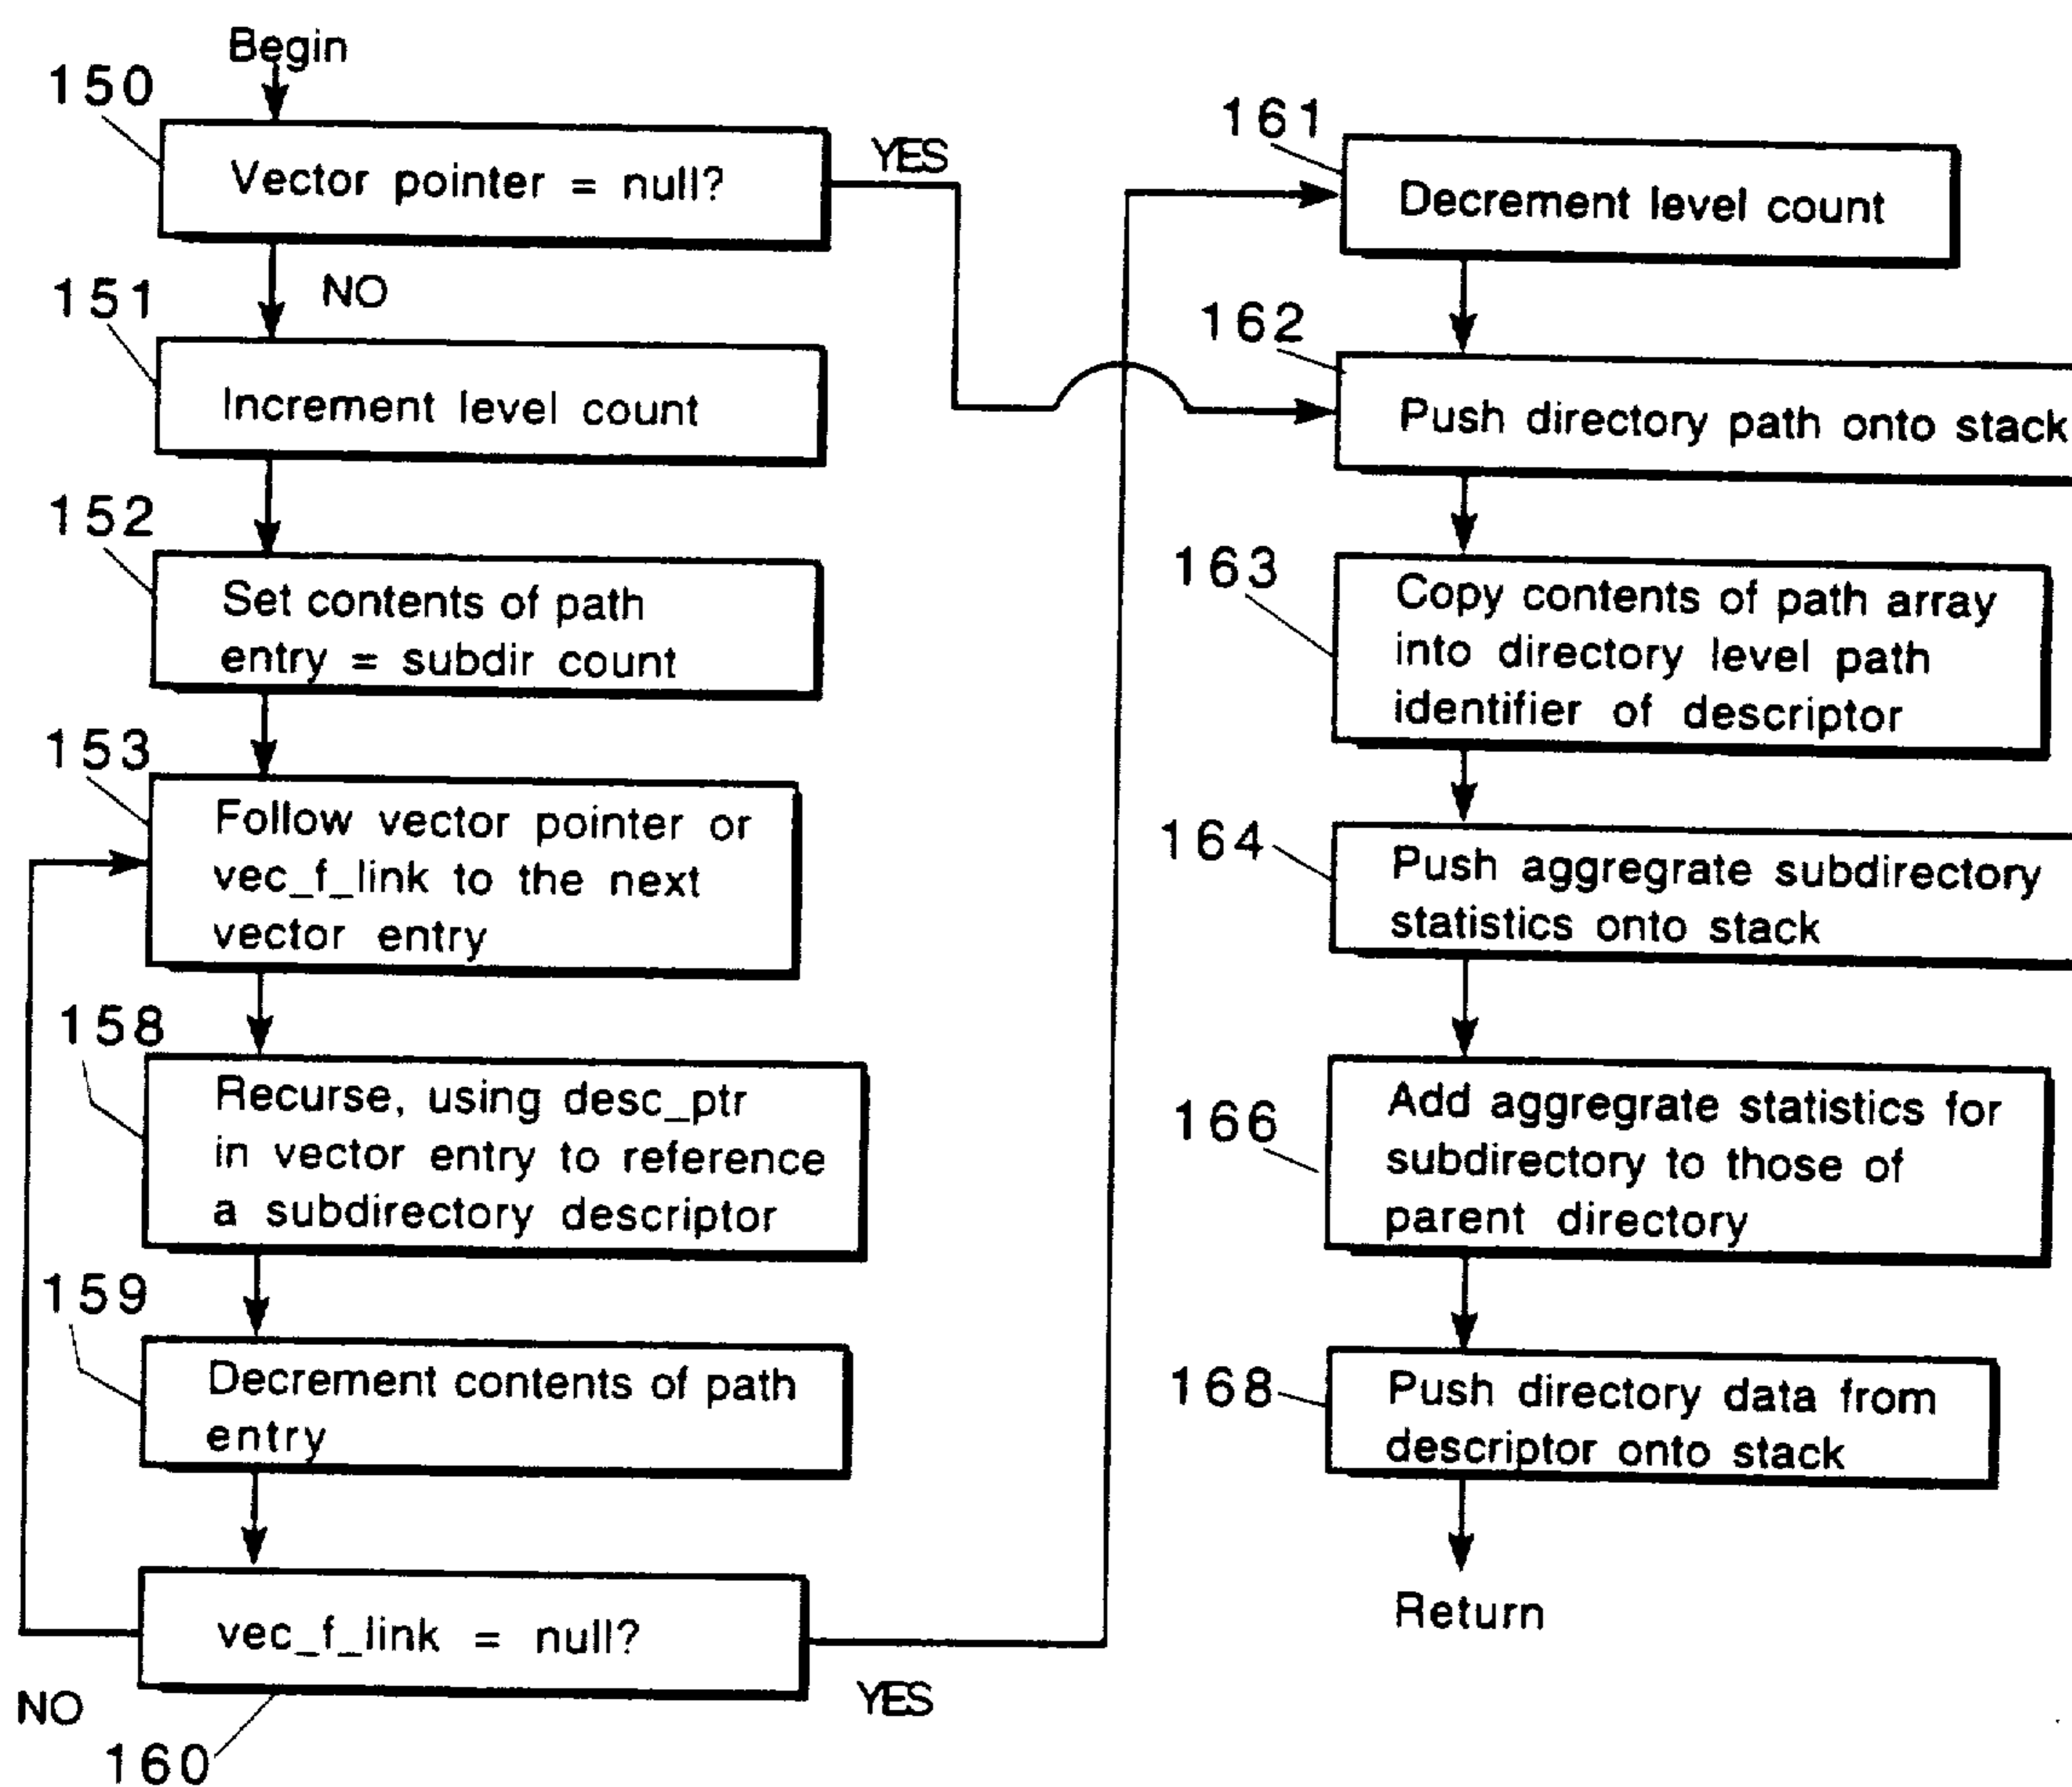 Begin
150
Vector pointer = null?
YES
NO
151
Increment level count
152
Set contents of path
entry = subdir count
153
Follow vector pointer or
vec_f_link to the next
vector entry
158
Recurse, using desc_ptr
in vector entry to reference
a subdirectory descriptor
159
Decrement contents of path
entry
vec_f_link = null?
NO
YES
160
161
Decrement level count
162
Push directory path onto stack
163
Copy contents of path array
into directory level path
identifier of descriptor
164
Push aggregrate subdirectory
statistics onto stack
166
Add aggregrate statistics for
subdirectory to those of
parent directory
168
Push directory data from
descriptor onto stack
Return